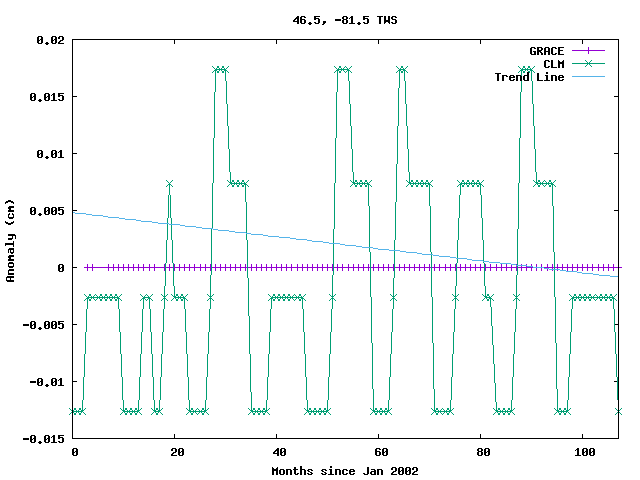 46.5, -81.5 TWS
GRACE
CLM
Trend Line
0.02
0.015
0.01
0.005
0
-0.005
-0.01
-0.015
Anomaly (cm)
0 20 40 60 80 100
Months since Jan 2002